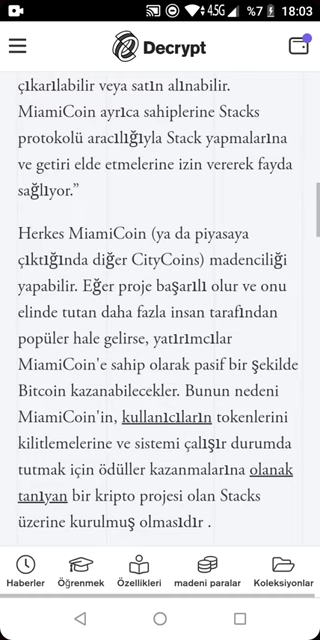 4.5G %7 18:03
Decrypt
çıkarılabilir veya satın alınabilir.
MiamiCoin ayrıca sahiplerine Stacks
protokolü aracılığıyla Stack yapmalarına
ve getiri elde etmelerine izin vererek fayda
sağlıyor.”
Herkes MiamiCoin (ya da piyasaya
çıktığında diğer CityCoins) madenciliği
yapabilir. Eğer proje başarılı olur ve onu
elinde tutan daha fazla insan tarafından
popüler hale gelirse, yatırımcılar
MiamiCoin'e sahip olarak pasif bir şekilde
Bitcoin kazanabilecekler. Bunun nedeni
MiamiCoin'in, kullanıcıların tokenlerini
kilitlemelerine ve sistemi çalışır durumda
tutmak için ödüller kazanmalarına olanak
tanıyan bir kripto projesi olan Stacks
üzerine kurulmuş olmasıdır .
Haberler Öğrenmek Özellikleri madeni paralar Koleksiyonlar